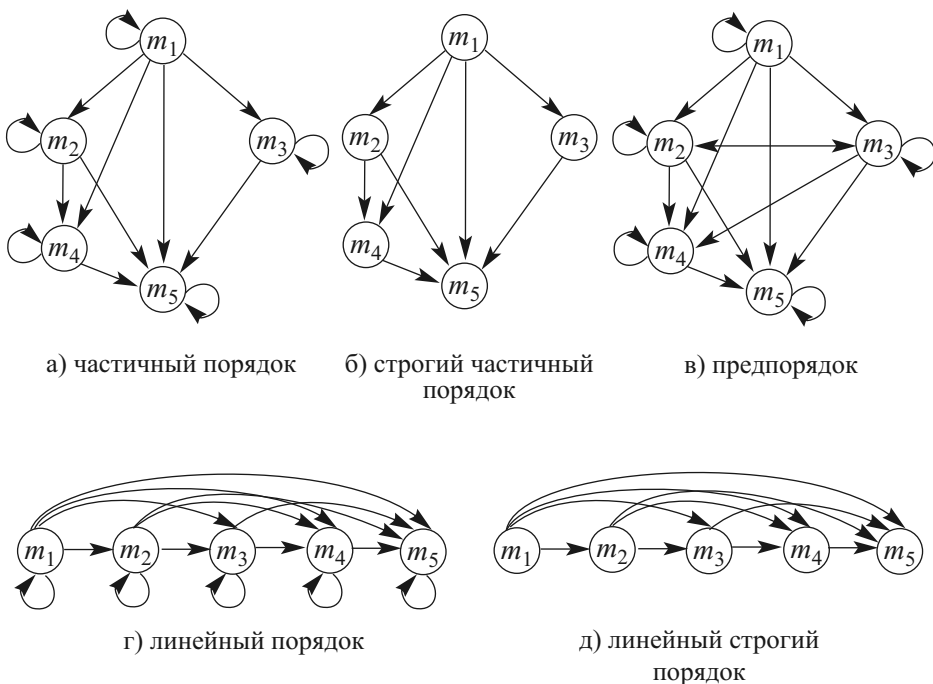 m₁
m₂
m₃
m₄
m₅
m₁
m₂
m₃
m₄
m₅
m₁
m₂
m₃
m₄
m₅
а) частичный порядок
б) строгий частичный
порядок
в) предпорядок
m₁ m₂ m₃ m₄ m₅
m₁ m₂ m₃ m₄ m₅
г) линейный порядок
д) линейный строгий
порядок